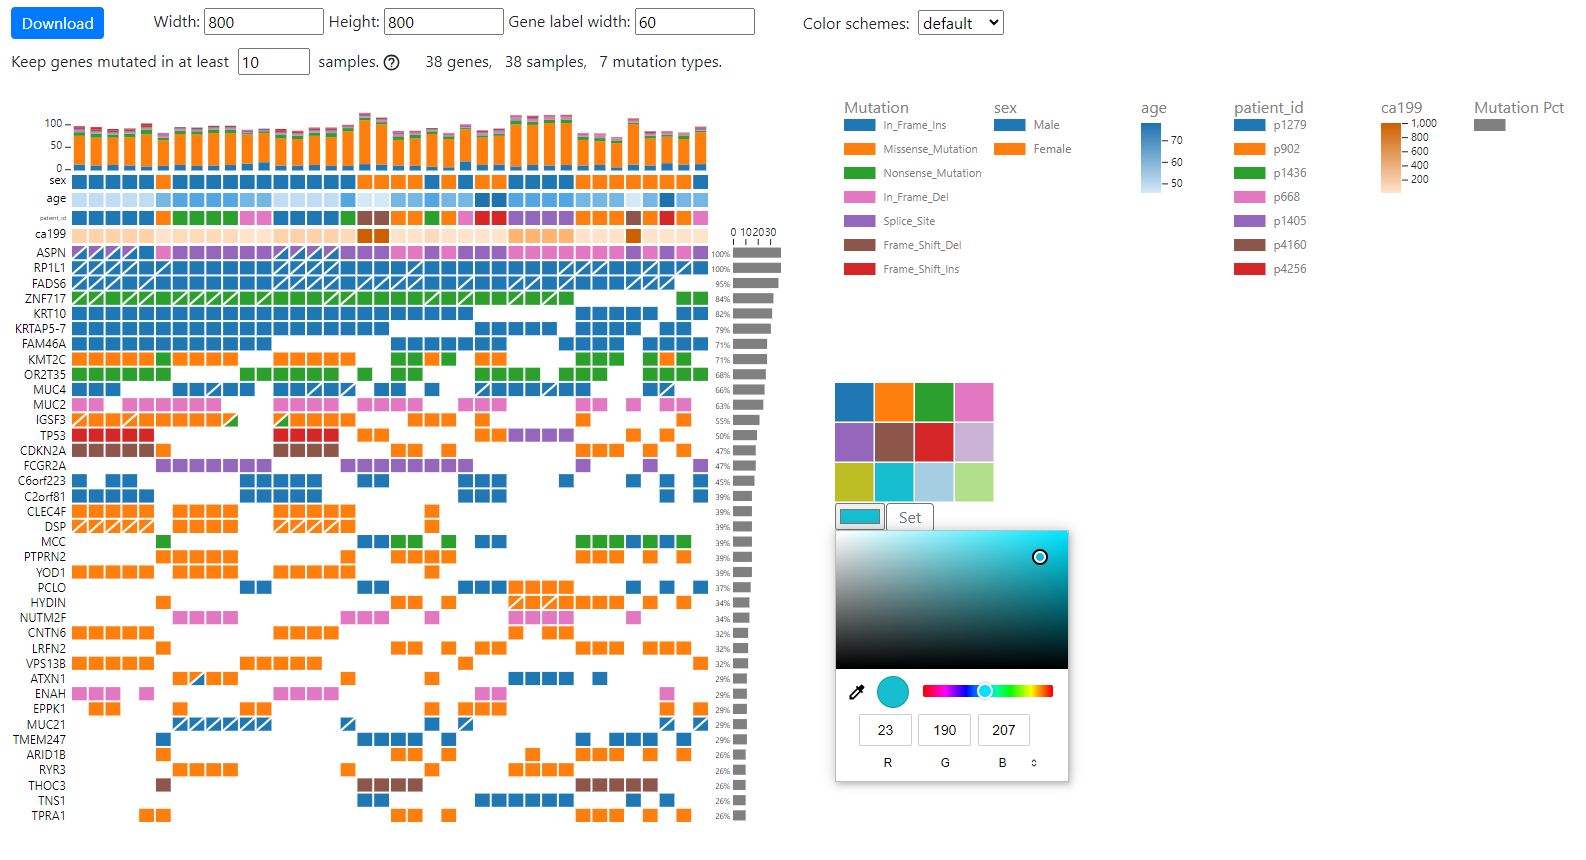 Download Width: 800 Height: 800 Gene label width: 60 Color schemes: default
Keep genes mutated in at least 10 samples. ? 38 genes, 38 samples, 7 mutation types.
Mutation
In_Frame_Ins
Missense_Mutation
Nonsense_Mutation
In_Frame_Del
Splice_Site
Frame_Shift_Del
Frame_Shift_Ins
sex
Male
Female
age
70
60
50
patient_id
p1279
p902
p1436
p668
p1405
p4160
p4256
ca199
1,000
800
600
400
200
Mutation Pct
100
50
0
sex
age
patient_id
ca199
0 10 20 30
ASPN 100%
RP1L1 100%
FADS6 95%
ZNF717 84%
KRT10 82%
KRTAP5-7 79%
FAM46A 71%
KMT2C 71%
OR2T35 68%
MUC4 66%
MUC2 63%
IGSF3 55%
TP53 50%
CDKN2A 47%
FCGR2A 47%
C6orf223 45%
C2orf81 39%
CLEC4F 39%
DSP 39%
MCC 39%
PTPRN2 39%
YOD1 39%
PCLO 37%
HYDIN 34%
NUTM2F 34%
CNTN6 32%
LRFN2 32%
VPS13B 32%
ATXN1 29%
ENAH 29%
EPPK1 29%
MUC21 29%
TMEM247 29%
ARID1B 26%
RYR3 26%
THOC3 26%
TNS1 26%
TPRA1 26%
Set
23 190 207
R G B